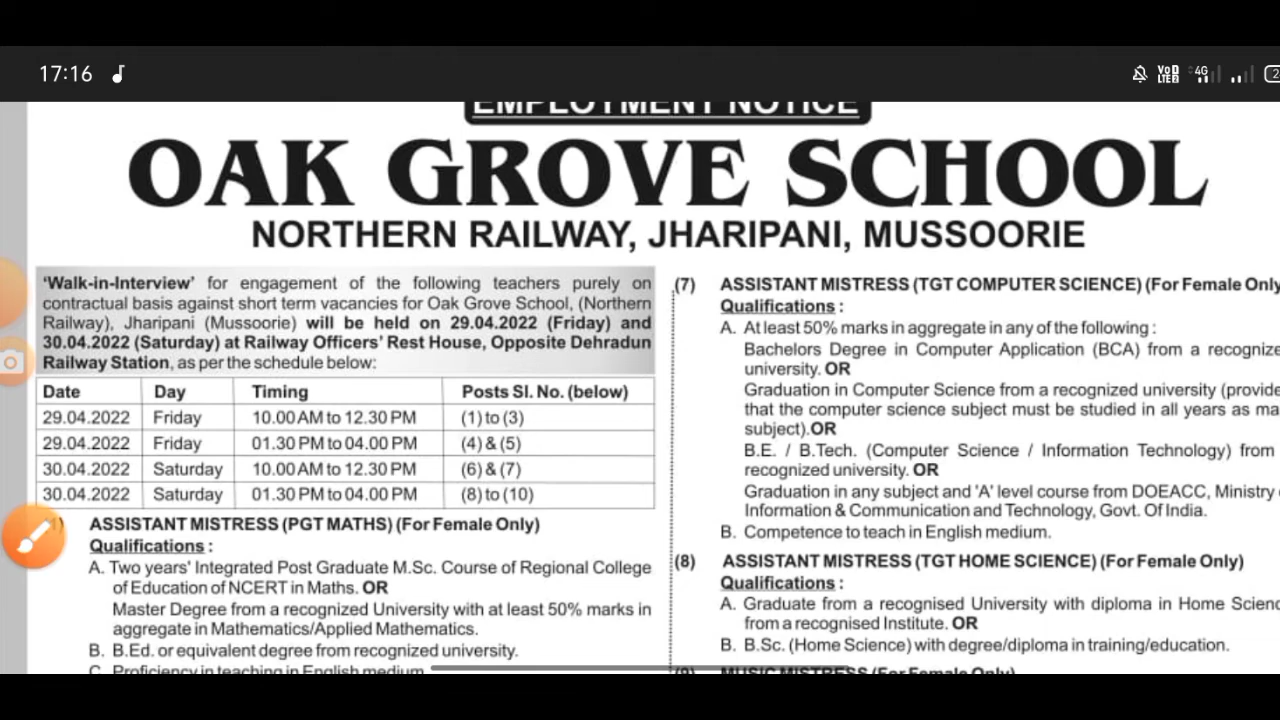 17:16
VoD
LTE2
4G
EMPLOYMENT NOTICE
OAK GROVE SCHOOL
NORTHERN RAILWAY, JHARIPANI, MUSSOORIE
'Walk-in-Interview' for engagement of the following teachers purely on
contractual basis against short term vacancies for Oak Grove School, (Northern
Railway), Jharipani (Mussoorie) will be held on 29.04.2022 (Friday) and
30.04.2022 (Saturday) at Railway Officers' Rest House, Opposite Dehradun
Railway Station, as per the schedule below:
Date Day Timing Posts Sl. No. (below)
29.04.2022 Friday 10.00 AM to 12.30 PM (1) to (3)
29.04.2022 Friday 01.30 PM to 04.00 PM (4) & (5)
30.04.2022 Saturday 10.00 AM to 12.30 PM (6) & (7)
30.04.2022 Saturday 01.30 PM to 04.00 PM (8) to (10)
ASSISTANT MISTRESS (PGT MATHS) (For Female Only)
Qualifications :
A. Two years' Integrated Post Graduate M.Sc. Course of Regional College
of Education of NCERT in Maths. OR
Master Degree from a recognized University with at least 50% marks in
aggregate in Mathematics/Applied Mathematics.
B. B.Ed. or equivalent degree from recognized university.
C. Proficiency in teaching in English medium.
(7) ASSISTANT MISTRESS (TGT COMPUTER SCIENCE) (For Female Only
Qualifications :
A. At least 50% marks in aggregate in any of the following :
Bachelors Degree in Computer Application (BCA) from a recognize
university. OR
Graduation in Computer Science from a recognized university (provide
that the computer science subject must be studied in all years as ma
subject).OR
B.E. / B.Tech. (Computer Science / Information Technology) from
recognized university. OR
Graduation in any subject and 'A' level course from DOEACC, Ministry
Information & Communication and Technology, Govt. Of India.
B. Competence to teach in English medium.
(8) ASSISTANT MISTRESS (TGT HOME SCIENCE) (For Female Only)
Qualifications :
A. Graduate from a recognised University with diploma in Home Scienc
from a recognised Institute. OR
B. B.Sc. (Home Science) with degree/diploma in training/education.
(9) MUSIC MISTRESS (For Female Only)